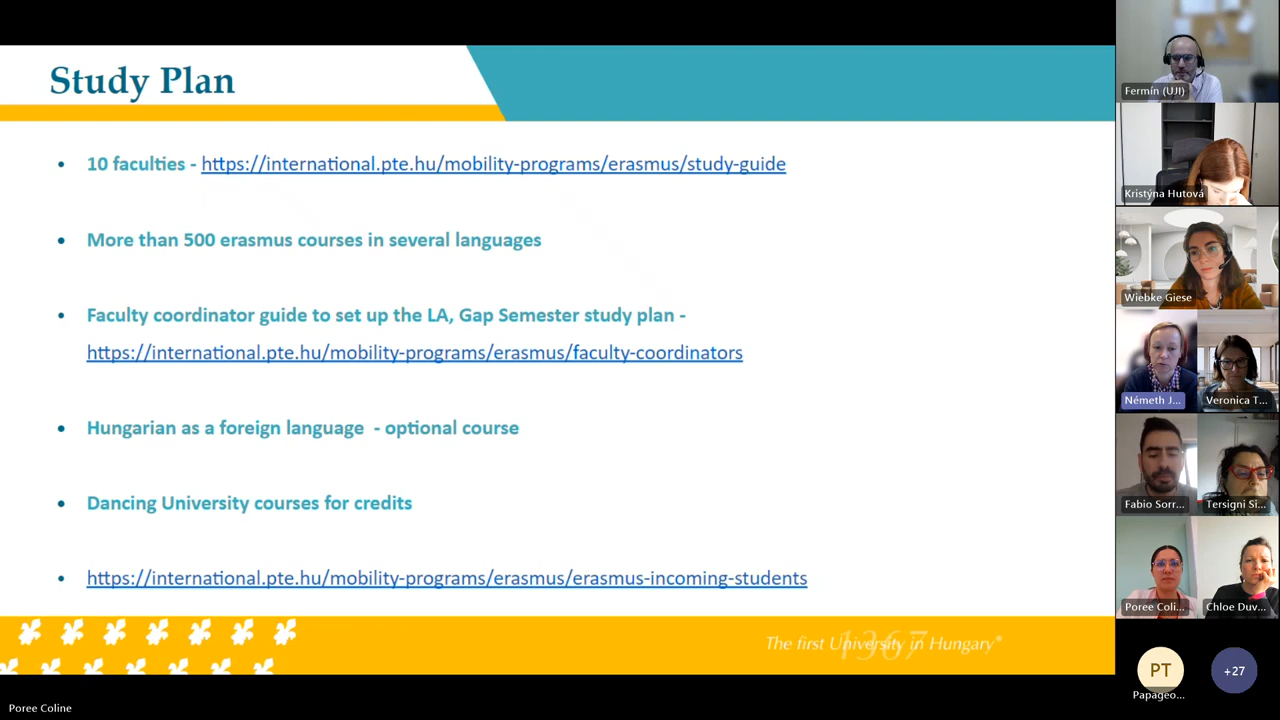 Study Plan
10 faculties - https://international.pte.hu/mobility-programs/erasmus/study-guide
More than 500 erasmus courses in several languages
Faculty coordinator guide to set up the LA, Gap Semester study plan -
https://international.pte.hu/mobility-programs/erasmus/faculty-coordinators
Hungarian as a foreign language - optional course
Dancing University courses for credits
https://international.pte.hu/mobility-programs/erasmus/erasmus-incoming-students
The first University in Hungary®
1367
Poree Coline
Fermín (UJI)
Kristýna Hutová
Wiebke Giese
Németh J...
Veronica T...
Fabio Sorr...
Tersigni Si...
Poree Coli...
Chloe Duv...
PT
+27
Papageo...